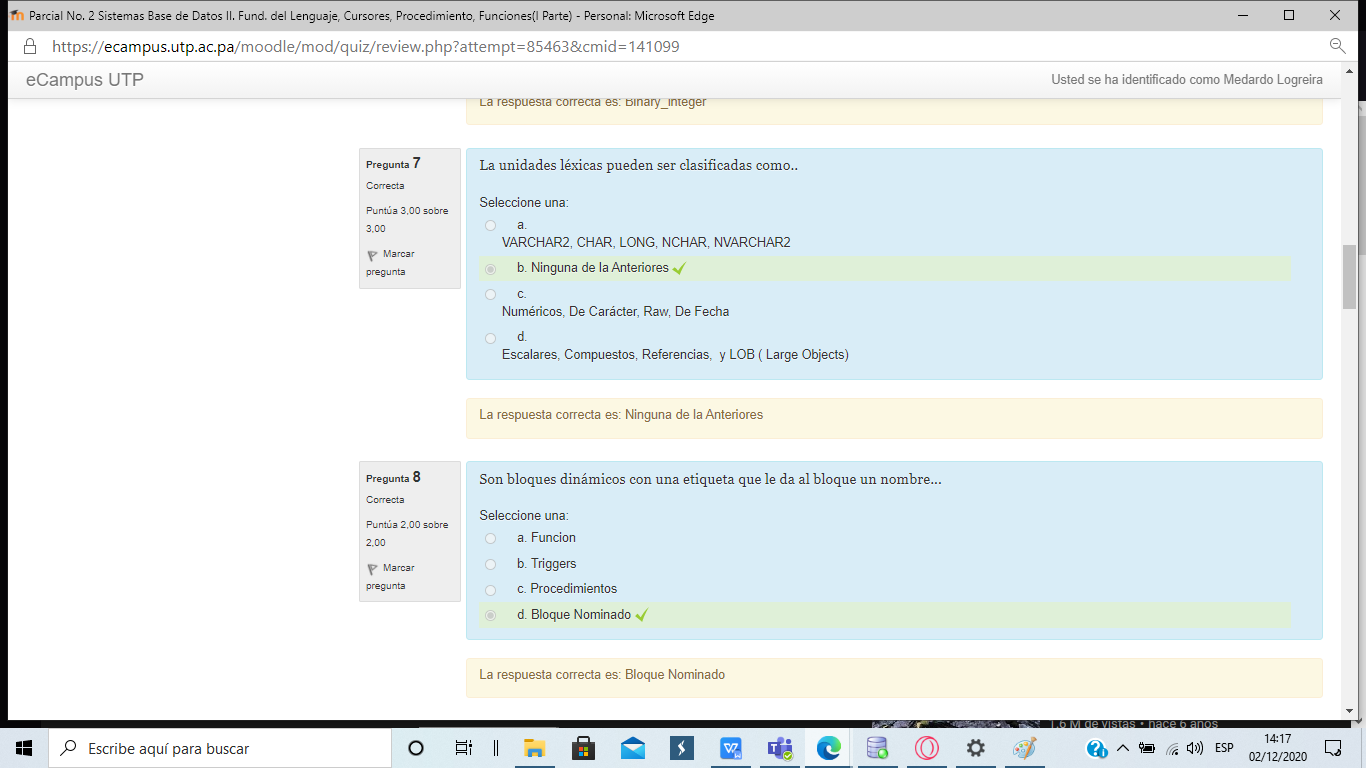 Parcial No. 2 Sistemas Base de Datos II. Fund. del Lenguaje, Cursores, Procedimiento, Funciones(I Parte) - Personal: Microsoft Edge
https://ecampus.utp.ac.pa/moodle/mod/quiz/review.php?attempt=85463&cmid=141099
eCampus UTP
Usted se ha identificado como Medardo Logreira
La respuesta correcta es: Binary_integer
Pregunta 7
Correcta
Puntúa 3,00 sobre
3,00
Marcar
pregunta
La unidades léxicas pueden ser clasificadas como..
Seleccione una:
a.
VARCHAR2, CHAR, LONG, NCHAR, NVARCHAR2
b. Ninguna de la Anteriores
c.
Numéricos, De Carácter, Raw, De Fecha
d.
Escalares, Compuestos, Referencias, y LOB ( Large Objects)
La respuesta correcta es: Ninguna de la Anteriores
Pregunta 8
Correcta
Puntúa 2,00 sobre
2,00
Marcar
pregunta
Son bloques dinámicos con una etiqueta que le da al bloque un nombre...
Seleccione una:
a. Funcion
b. Triggers
c. Procedimientos
d. Bloque Nominado
La respuesta correcta es: Bloque Nominado
1,6 M de vistas • hace 6 años
Escribe aquí para buscar
ESP
14:17
02/12/2020